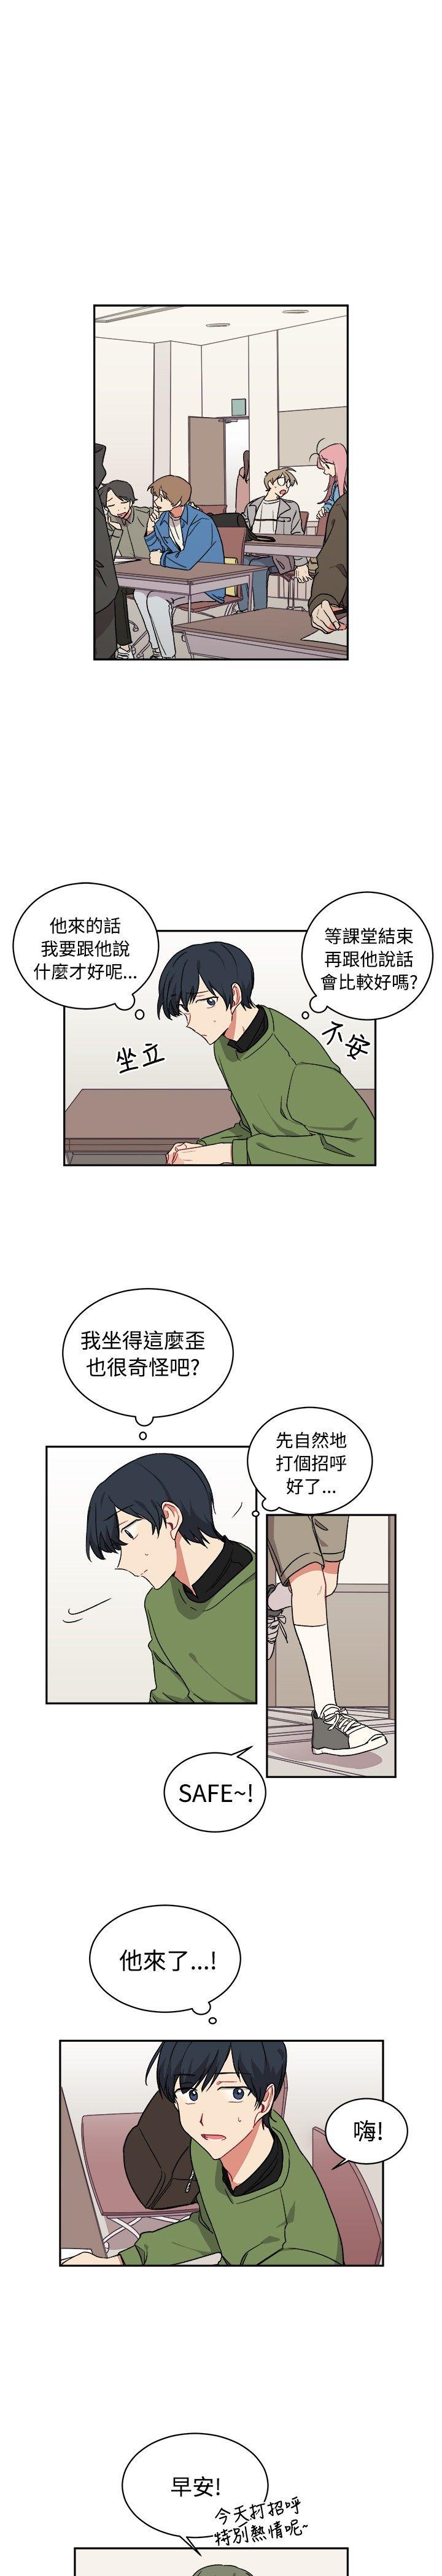 他來的話
我要跟他說
什麼才好呢...
等課堂結束
再跟他說話
會比較好嗎?
坐立
不安
我坐得這麼歪
也很奇怪吧?
先自然地
打個招呼
好了...
SAFE~!
他來了...!
嗨!
早安!
今天打招呼
特別熱情呢~